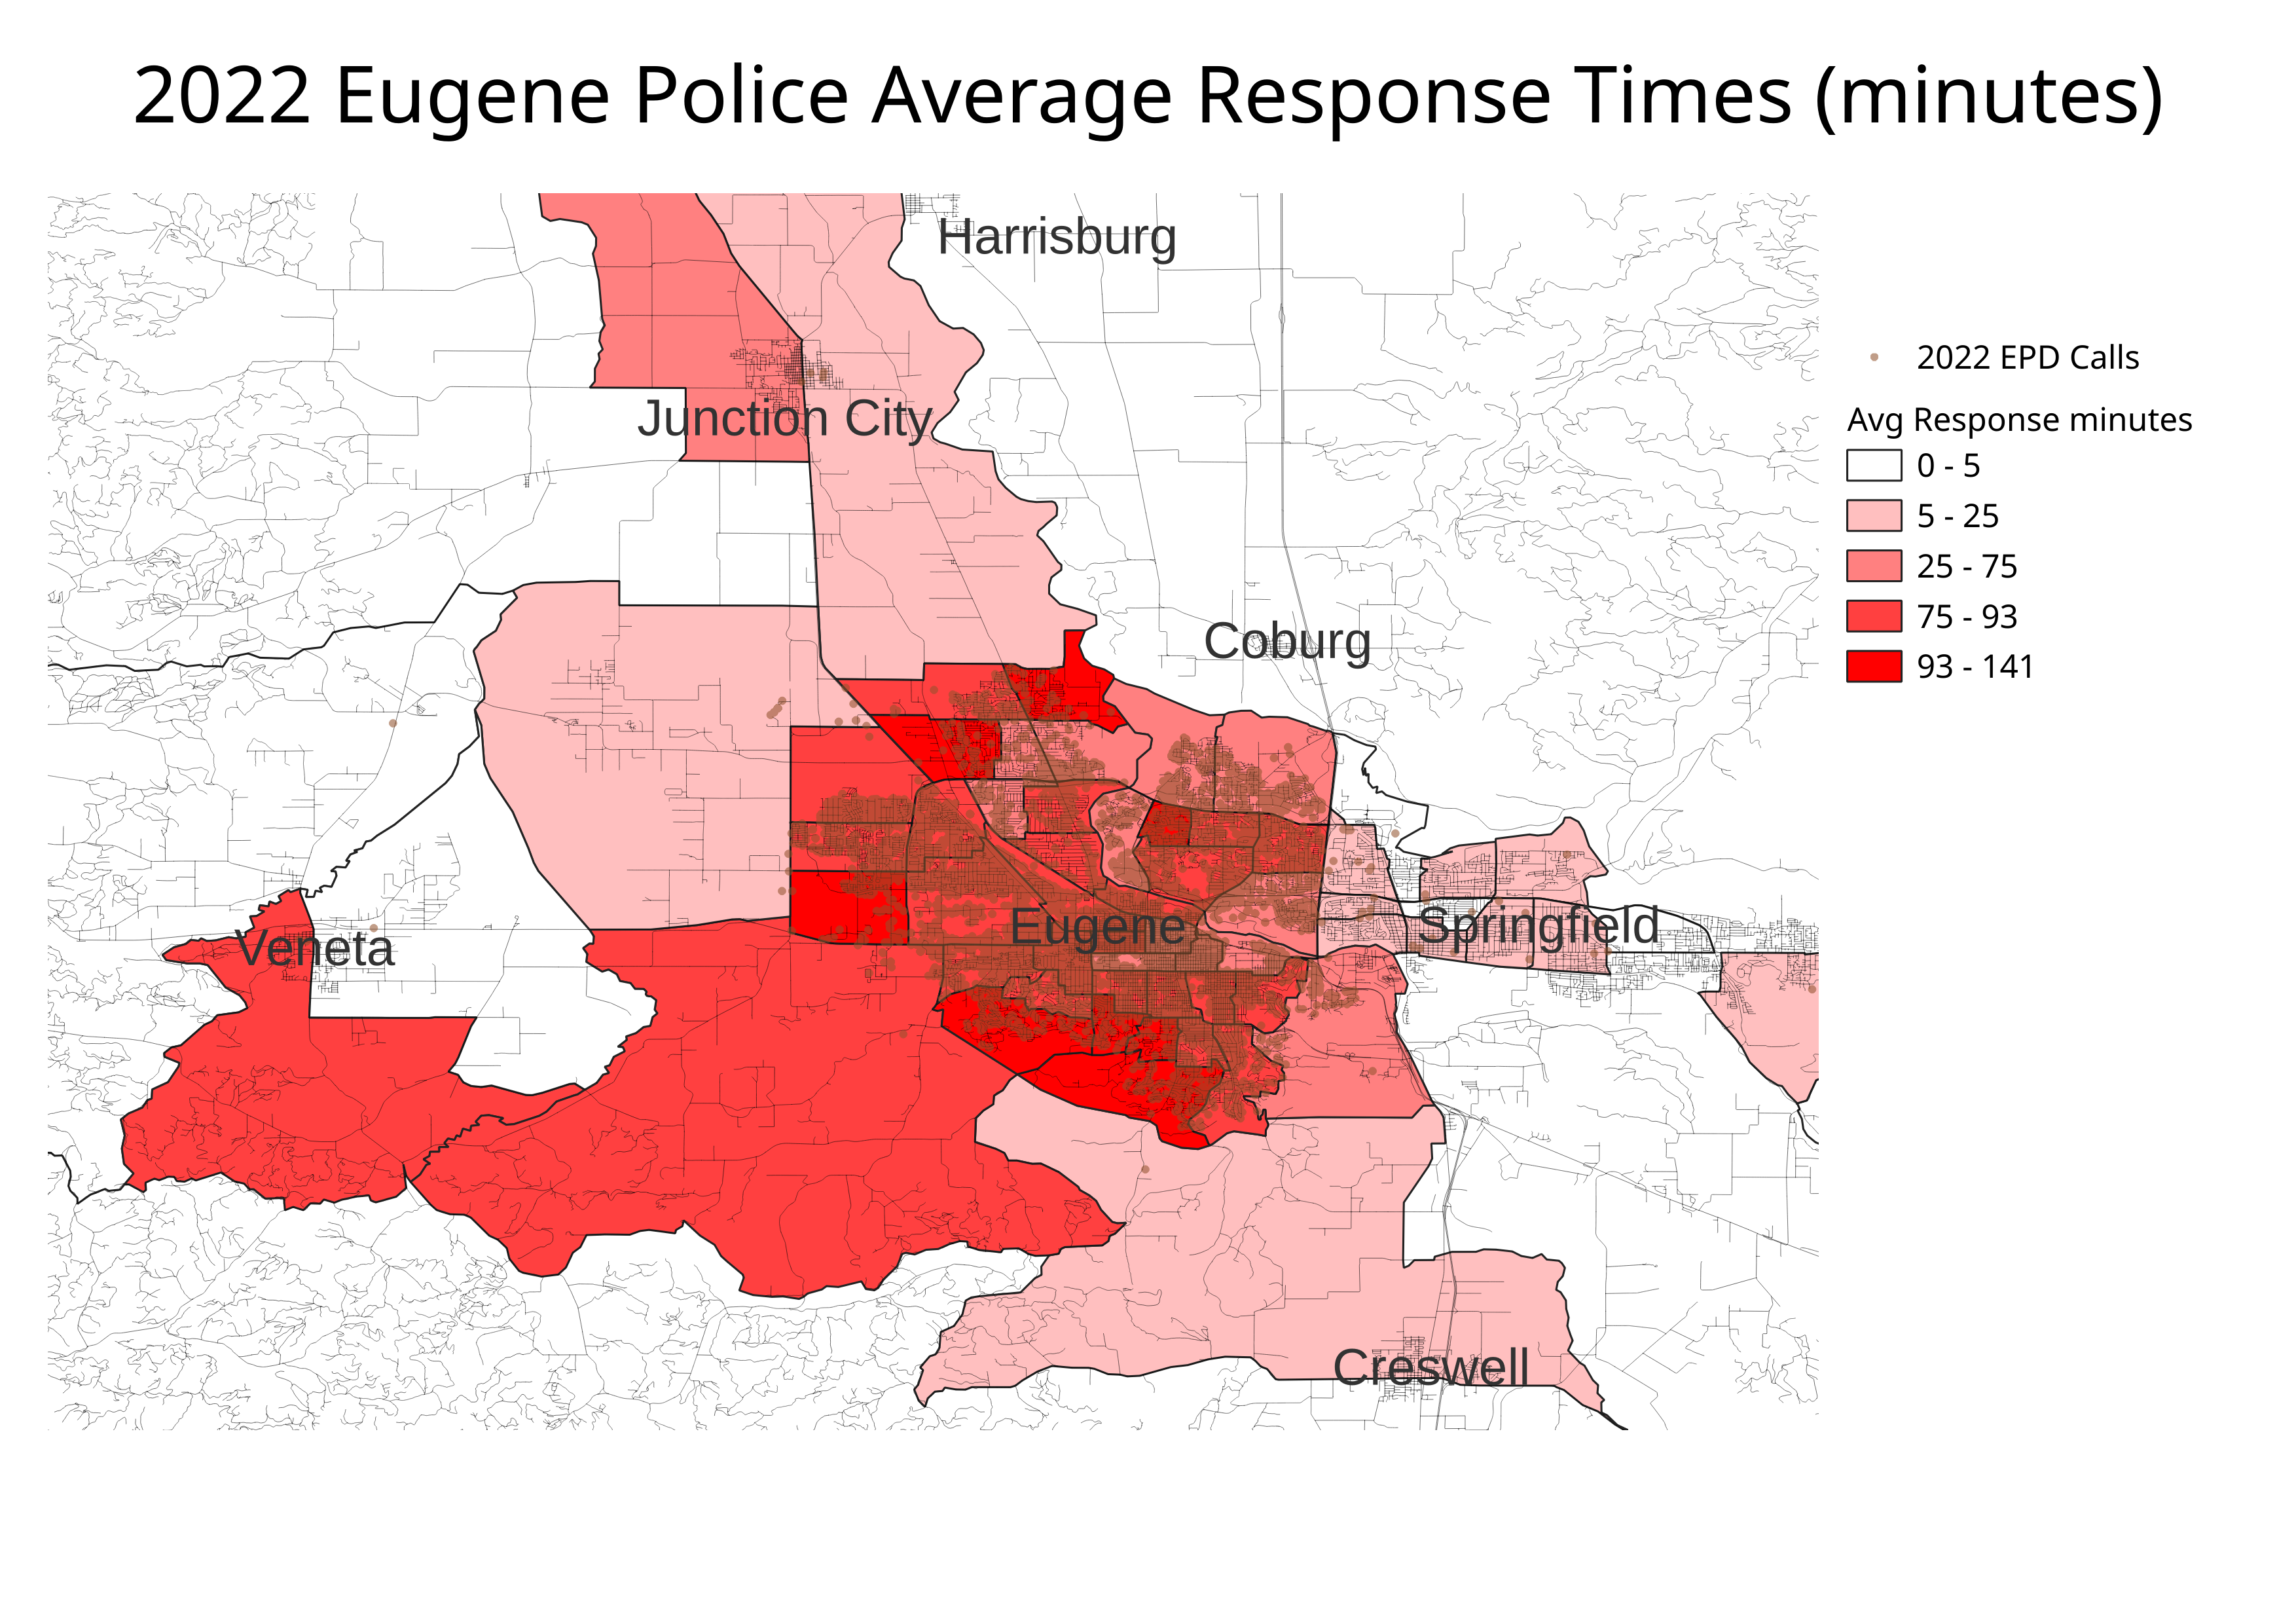 2022 Eugene Police Average Response Times (minutes)
Harrisburg
2022 EPD Calls
Junction City
Avg Response minutes
0 - 5
5 - 25
25 - 75
75 - 93
Coburg
93 - 141
Eugene
Springfield
Veneta
Creswell